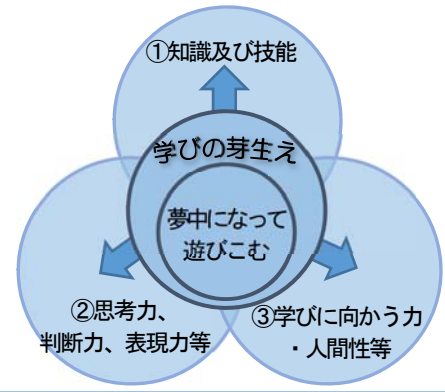 ①知識及び技能
学びの芽生え
夢中になって
遊びこむ
②思考力、
判断力、表現力等
③学びに向かう力
・人間性等